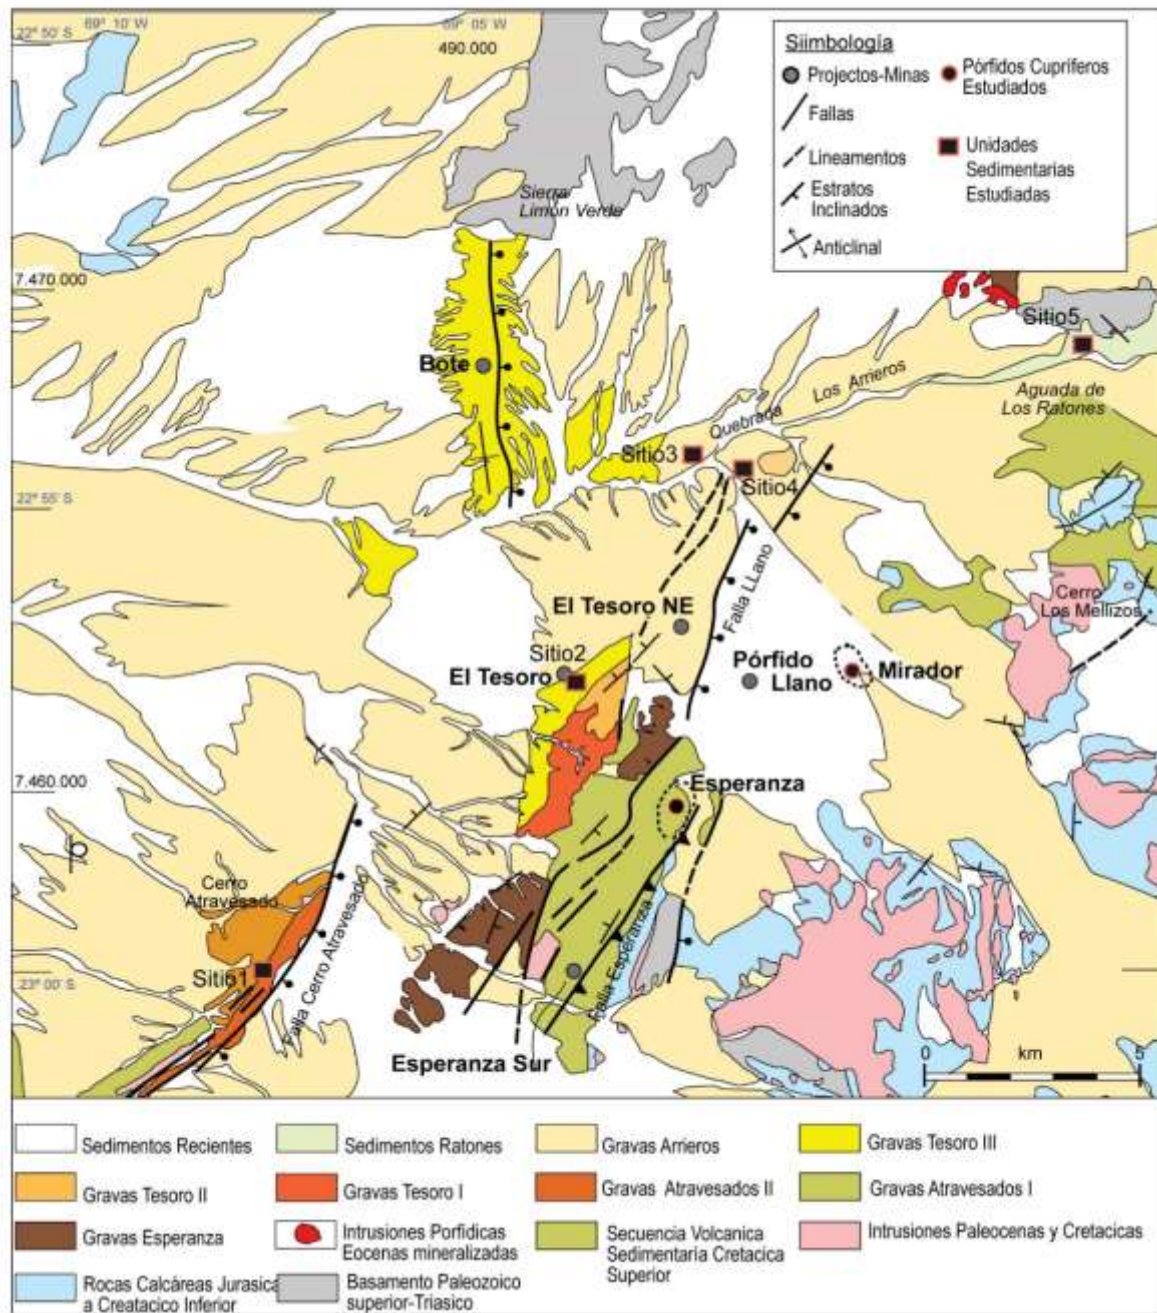 69° 10' W
69° 05' W
22° 50' S
490.000
Siimbología
Projectos-Minas
Pórfidos Cupríferos
Estudiados
Fallas
Lineamentos
Unidades
Sedimentarías
Estudiadas
Estratos
Inclinados
Anticlinal
Sierra
Limón Verde
7.470.000
Sitio5
Bote
Los Arrieros
Aguada de
Los Ratones
Quebrada
Sitio3
Sitio4
22° 55' S
El Tesoro NE
Falla LLano
Cerro
Los Mellizos
Sitio2
El Tesoro
Pórfido
Llano
Mirador
7.460.000
Esperanza
Cerro
Atravesado
Sitio1
Falla Cerro Atravesado
Falla Esperanza
23° 00' S
Esperanza Sur
0 km 5
Sedimentos Recientes
Sedimentos Ratones
Gravas Arrieros
Gravas Tesoro III
Gravas Tesoro II
Gravas Tesoro I
Gravas Atravesados II
Gravas Atravesados I
Gravas Esperanza
Intrusiones Porfidicas
Eocenas mineralizadas
Secuencia Volcanica
Sedimentaría Cretacica
Superior
Intrusiones Paleocenas y Cretacicas
Rocas Calcáreas Jurasica
a Creatacico Inferior
Basamento Paleozoico
superior-Triasico